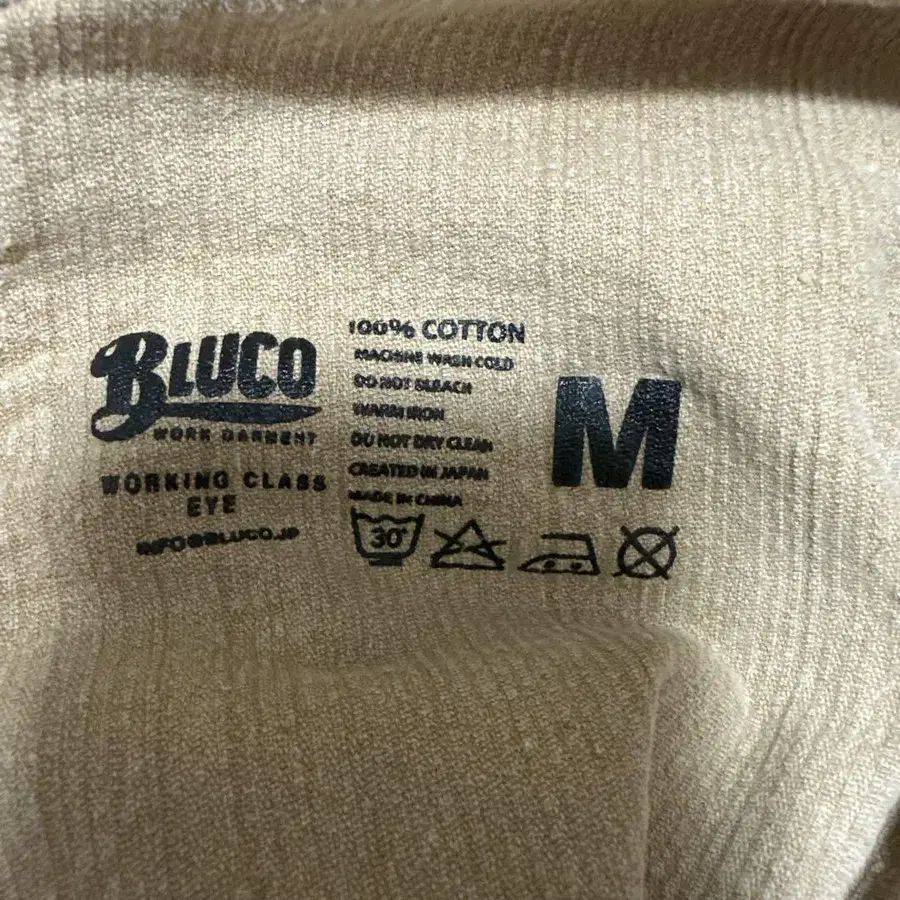 BLUCO
WORK GARMENT
WORKING CLASS
EYE
INFO@BLUCO.JP
100% COTTON
MACHINE WASH COLD
DO NOT BLEACH
WARM IRON
DO NOT DRY CLEAN
CREATED IN JAPAN
MADE IN CHINA
30°
M